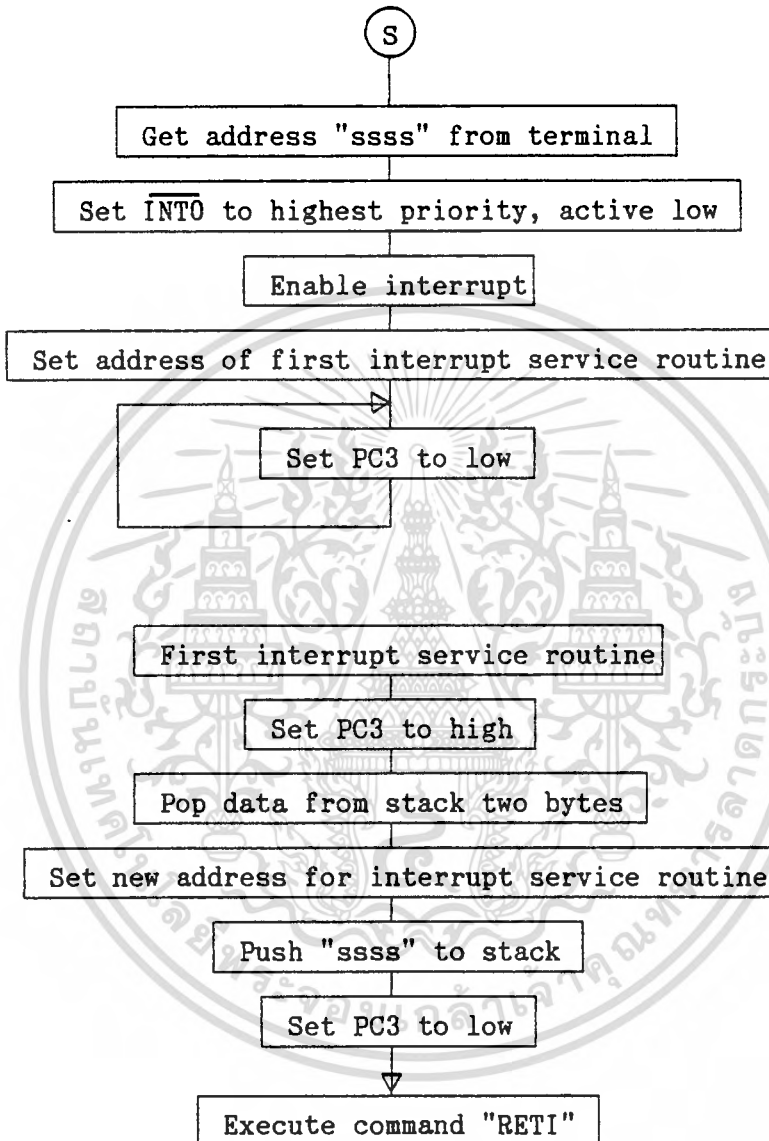 S
Get address "ssss" from terminal
Set INT0 to highest priority, active low
Enable interrupt
Set address of first interrupt service routine
Set PC3 to low
First interrupt service routine
Set PC3 to high
Pop data from stack two bytes
Set new address for interrupt service routine
Push "ssss" to stack
Set PC3 to low
Execute command "RETI"